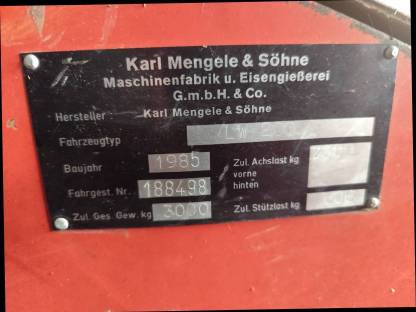 Karl Mengele & Söhne
Maschinenfabrik u. Eisengießerei
G.m.b.H. & Co.
Hersteller Karl Mengele & Söhne
Fahrzeugtyp LW
Baujahr 1985 Zul. Achslast kg
vorne
Fahrgest. Nr. 188498 hinten
Zul. Ges. Gew. kg 3000 Zul. Stützlast kg